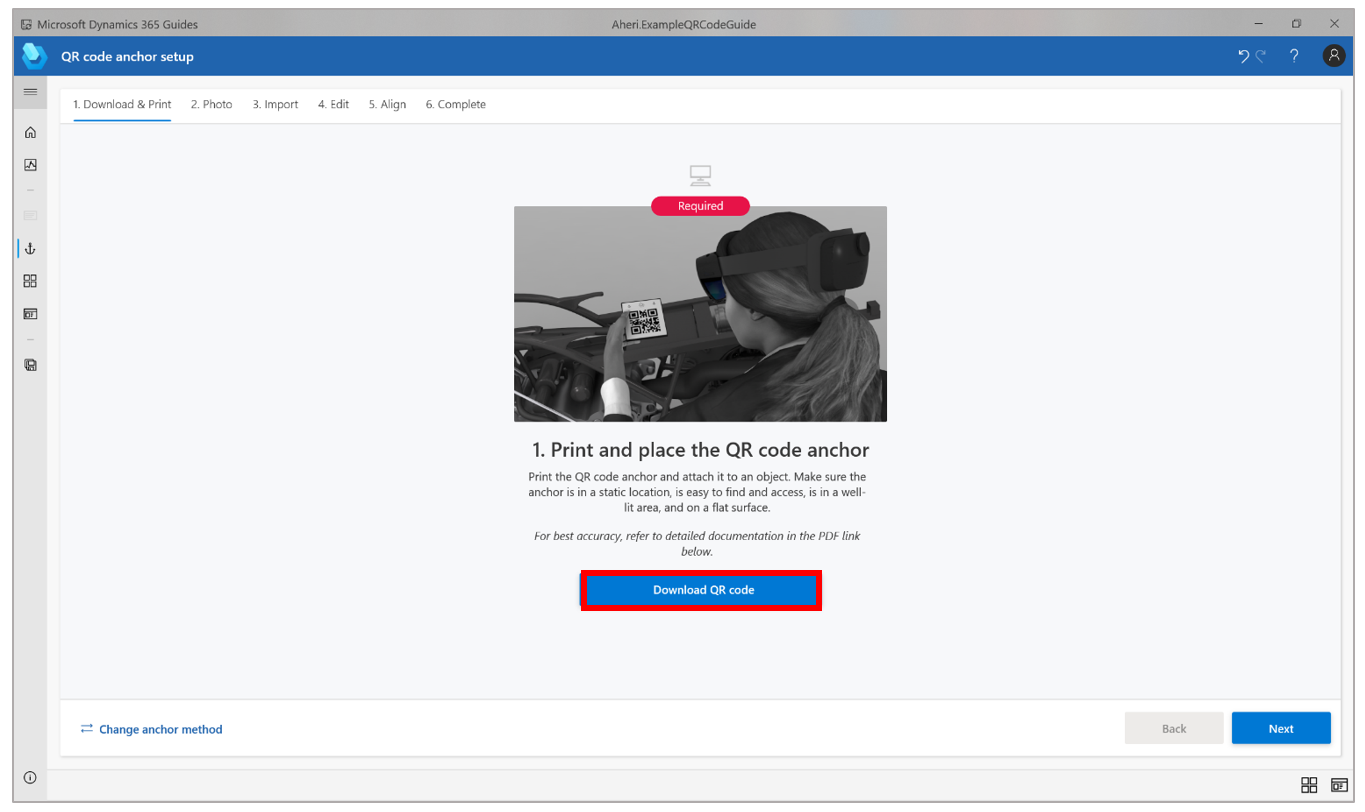 Microsoft Dynamics 365 Guides
Aheri.ExampleQRCodeGuide
QR code anchor setup
1. Download & Print 2. Photo 3. Import 4. Edit 5. Align 6. Complete
Required
1. Print and place the QR code anchor
Print the QR code anchor and attach it to an object. Make sure the
anchor is in a static location, is easy to find and access, is in a well-
lit area, and on a flat surface.
For best accuracy, refer to detailed documentation in the PDF link
below.
Download QR code
Change anchor method
Back
Next